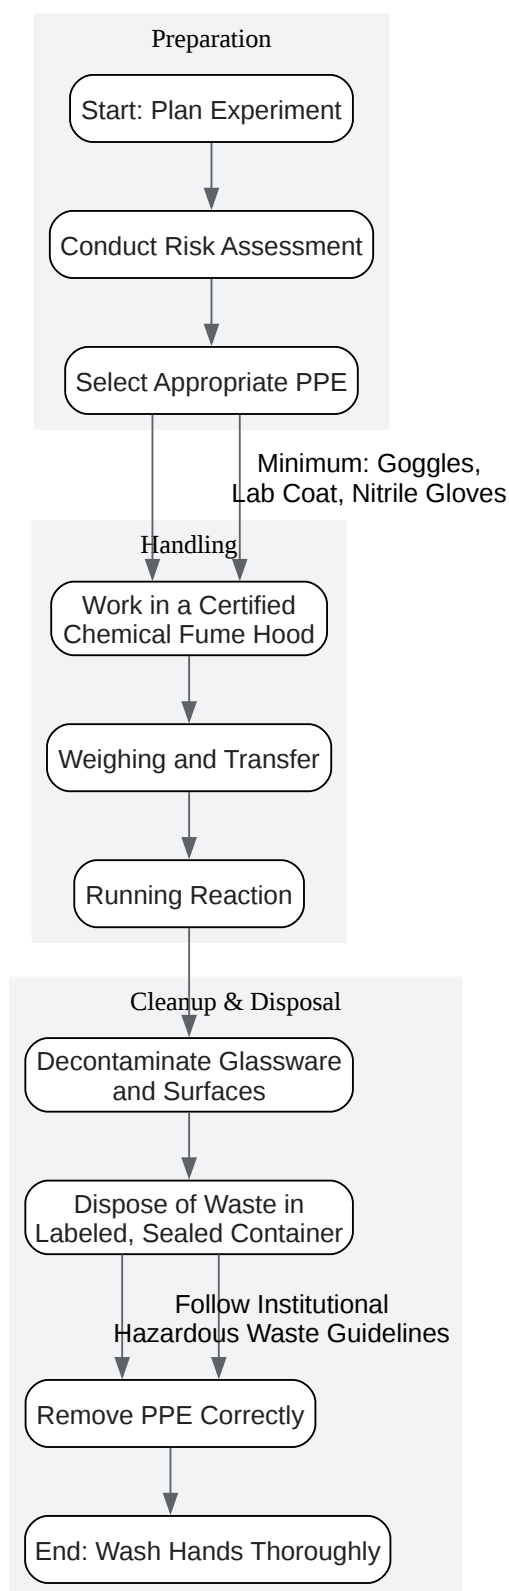 Preparation
Start: Plan Experiment
Conduct Risk Assessment
Select Appropriate PPE
Minimum: Goggles,
Lab Coat, Nitrile Gloves
Handling
Work in a Certified
Chemical Fume Hood
Weighing and Transfer
Running Reaction
Cleanup & Disposal
Decontaminate Glassware
and Surfaces
Dispose of Waste in
Labeled, Sealed Container
Follow Institutional
Hazardous Waste Guidelines
Remove PPE Correctly
End: Wash Hands Thoroughly